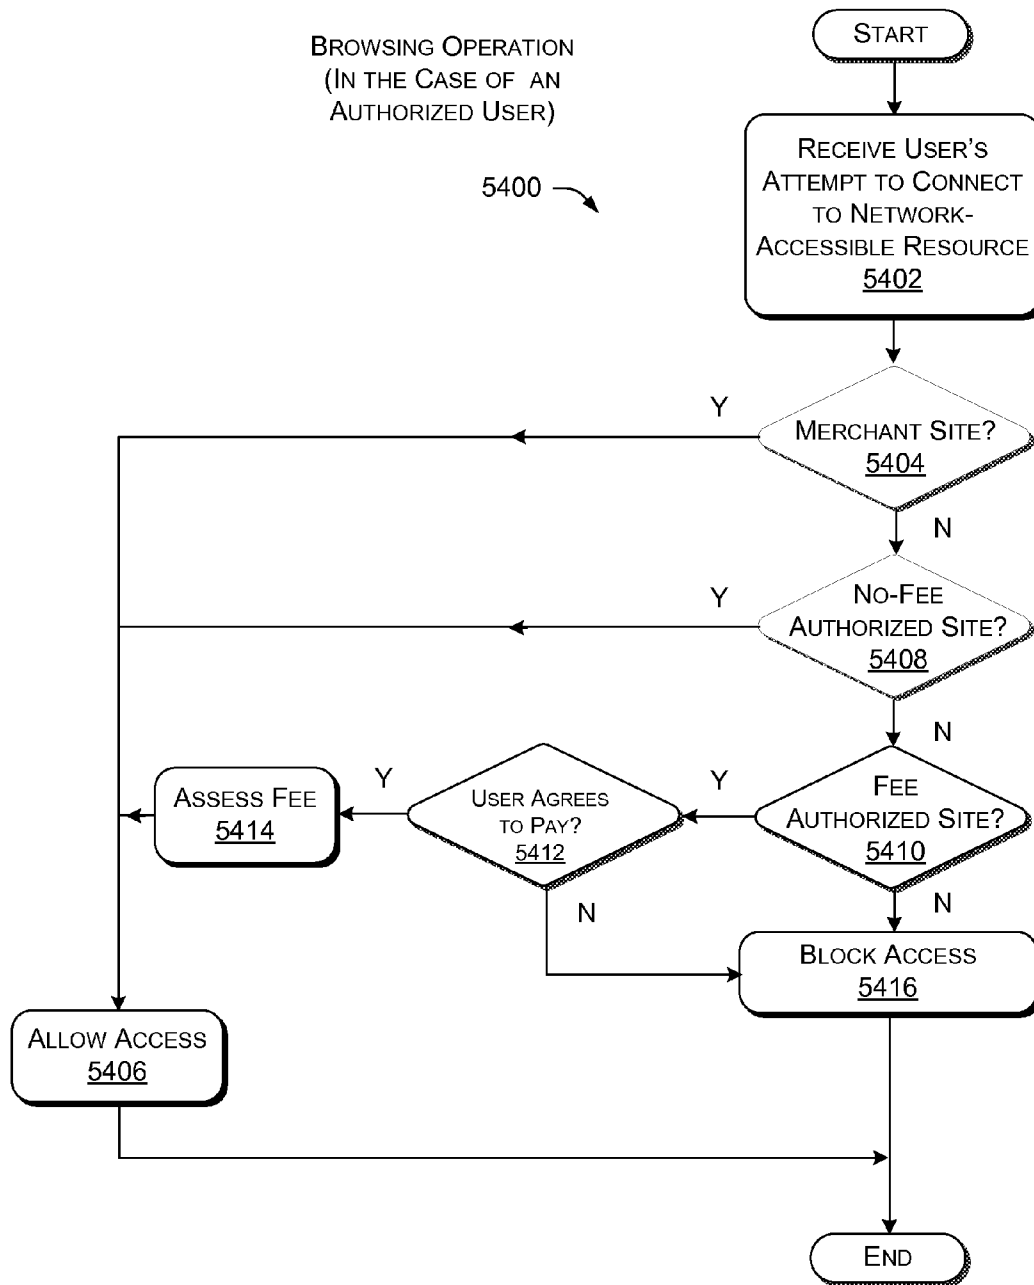 BROWSING OPERATION
(IN THE CASE OF AN
AUTHORIZED USER)
5400
START
RECEIVE USER'S
ATTEMPT TO CONNECT
TO NETWORK-
ACCESSIBLE RESOURCE
5402
Y
MERCHANT SITE?
5404
N
Y
NO-FEE
AUTHORIZED SITE?
5408
N
Y
FEE
AUTHORIZED SITE?
5410
N
Y
USER AGREES
TO PAY?
5412
N
ASSESS FEE
5414
BLOCK ACCESS
5416
ALLOW ACCESS
5406
END